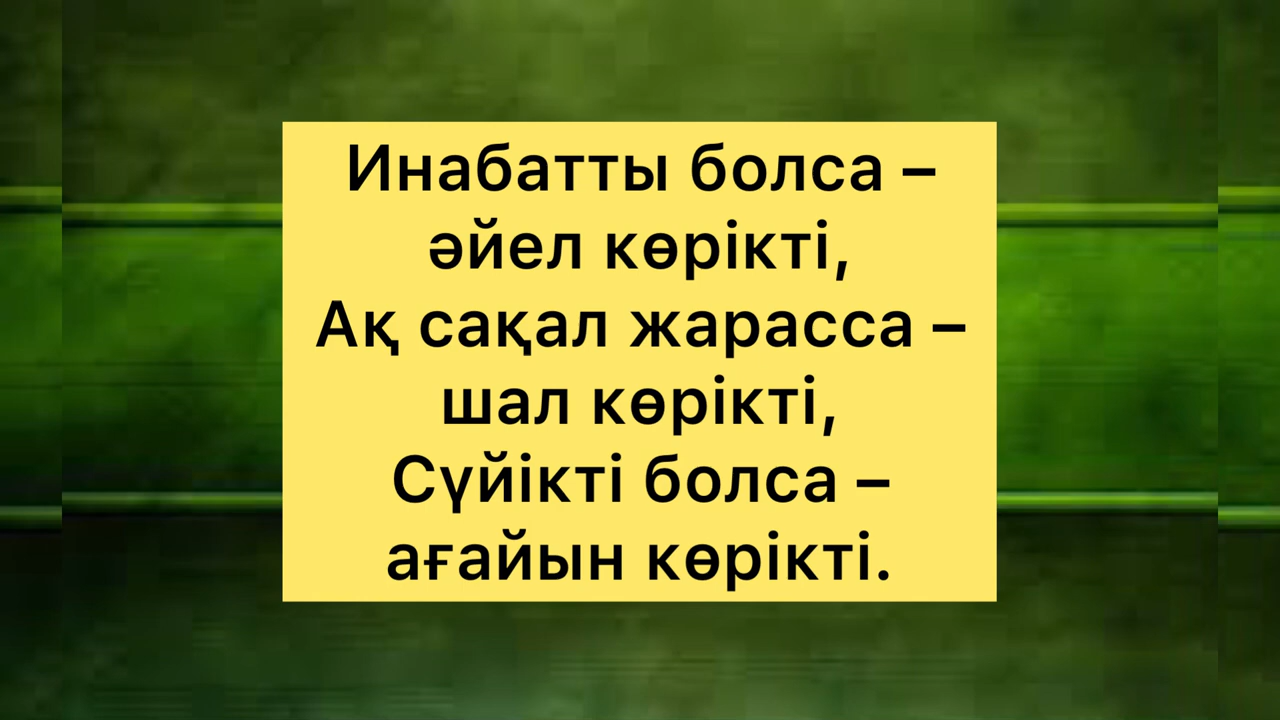 Инабатты болса –
әйел көрікті,
Ақ сақал жарасса –
шал көрікті,
Сүйікті болса –
ағайын көрікті.